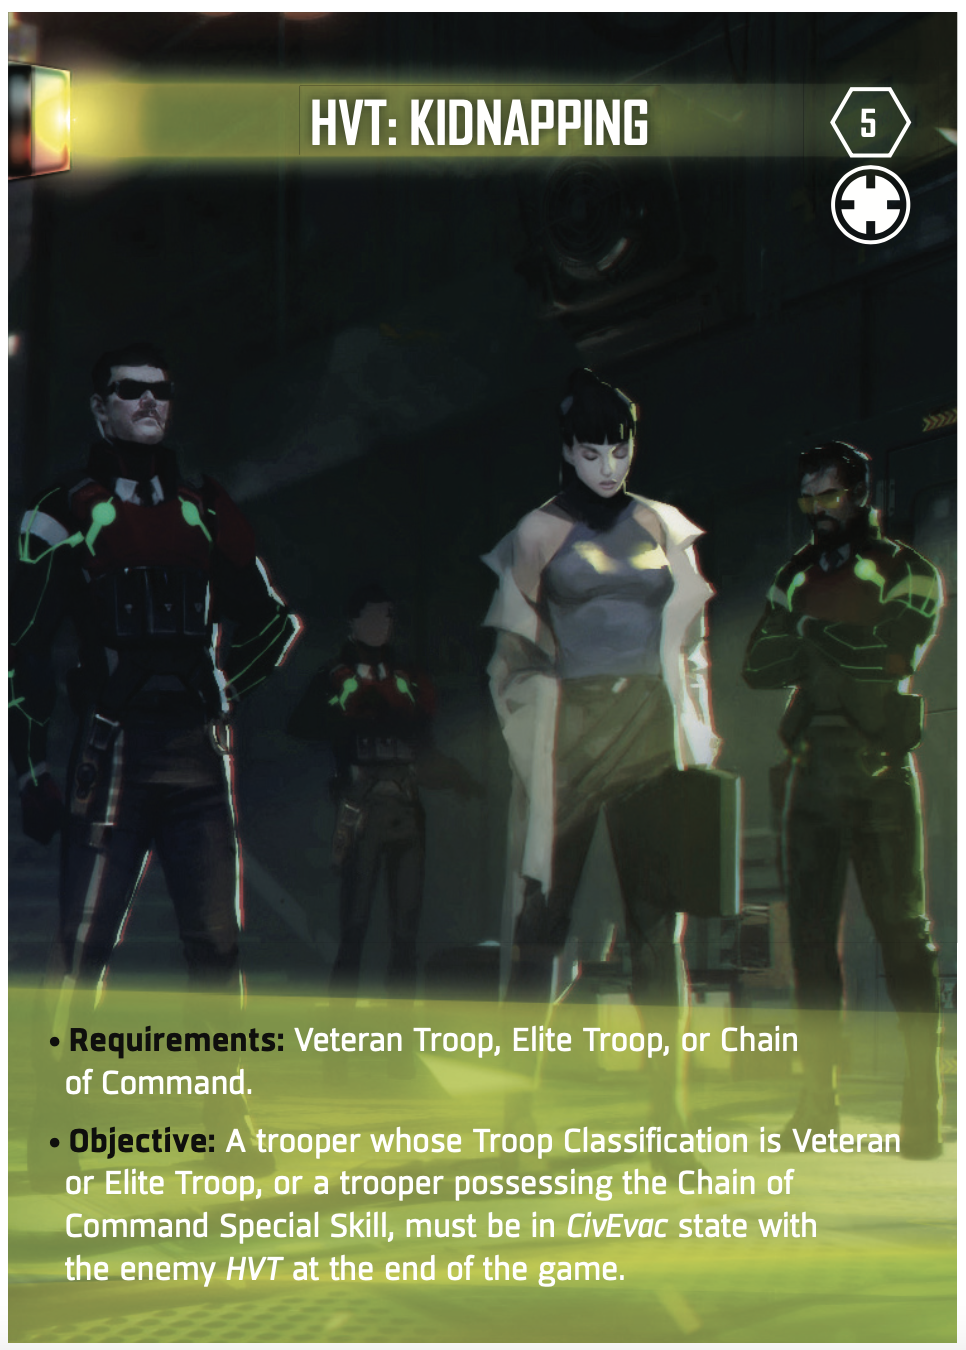 HVT: KIDNAPPING
5
• Requirements: Veteran Troop, Elite Troop, or Chain
of Command.
• Objective: A trooper whose Troop Classification is Veteran
or Elite Troop, or a trooper possessing the Chain of
Command Special Skill, must be in CivEvac state with
the enemy HVT at the end of the game.